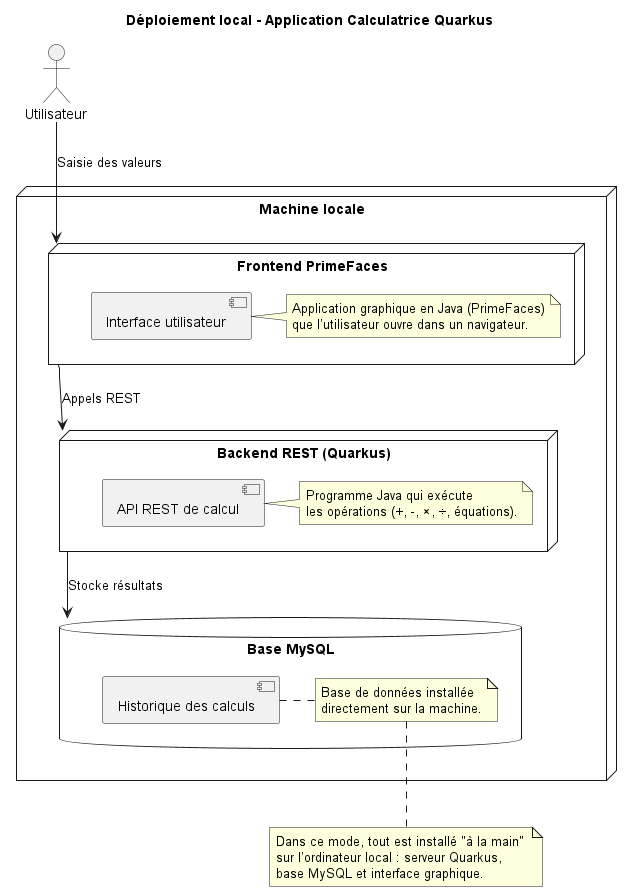 Déploiement local - Application Calculatrice Quarkus
Utilisateur
Saisie des valeurs
Machine locale
Frontend PrimeFaces
Interface utilisateur
Application graphique en Java (PrimeFaces)
que l'utilisateur ouvre dans un navigateur.
Appels REST
Backend REST (Quarkus)
API REST de calcul
Programme Java qui exécute
les opérations (+, -, ×, ÷, équations).
Stocke résultats
Base MySQL
Historique des calculs
Base de données installée
directement sur la machine.
Dans ce mode, tout est installé "à la main"
sur l'ordinateur local : serveur Quarkus,
base MySQL et interface graphique.